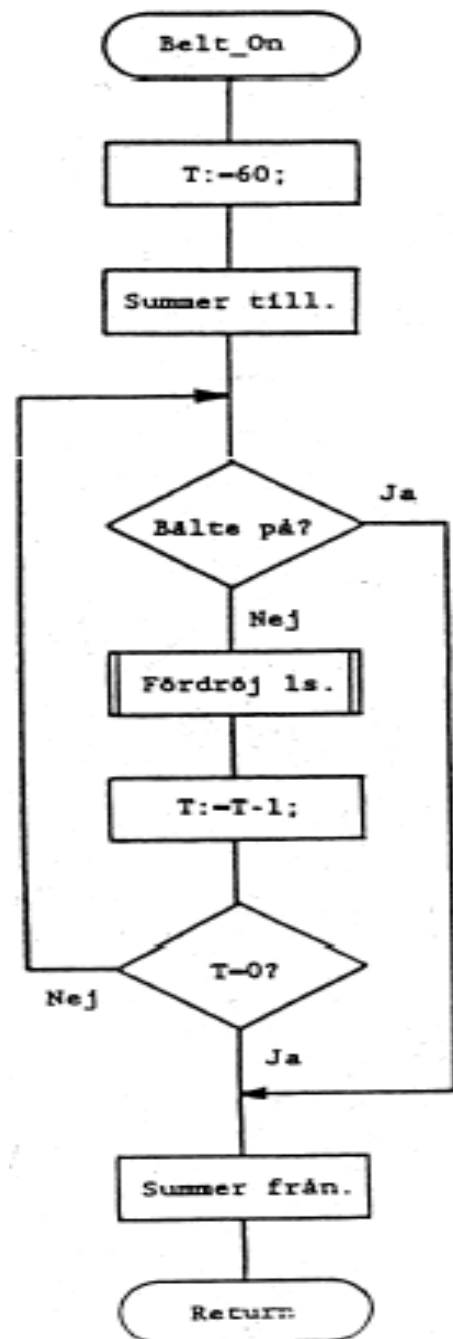 Belt_On
T:=60;
Summer till.
Bälte på?
Ja
Nej
Fördröj 1s.
T:=T-1;
T=0?
Nej
Ja
Summer från.
Return